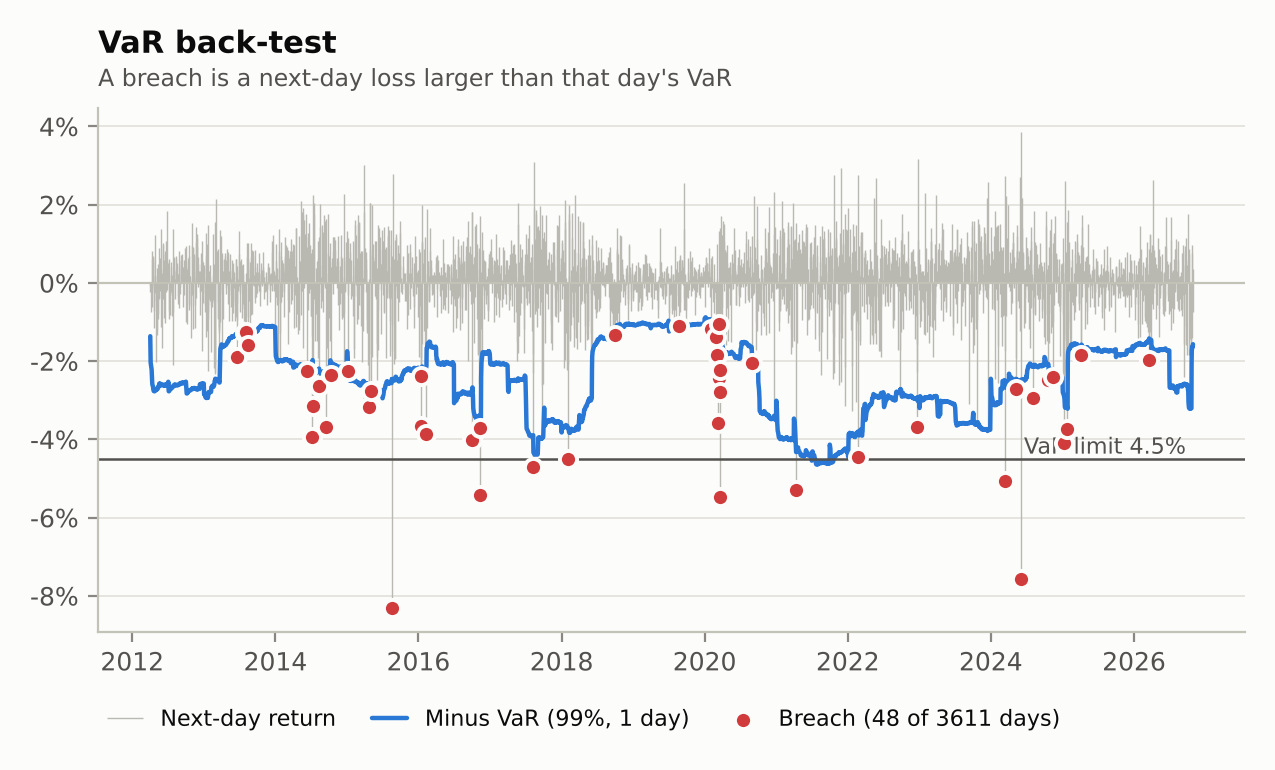 VaR back-test
A breach is a next-day loss larger than that day's VaR
4%
2%
0%
-2%
-4%
-6%
-8%
VaR limit 4.5%
2012 2014 2016 2018 2020 2022 2024 2026
Next-day return Minus VaR (99%, 1 day) Breach (48 of 3611 days)